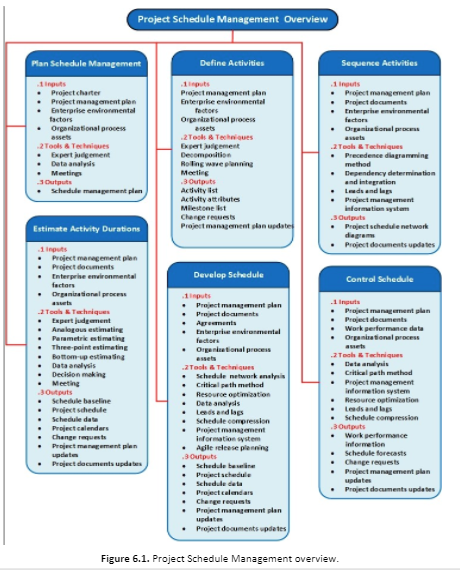 Project Schedule Management Overview
Plan Schedule Management
.1 Inputs
• Project charter
• Project management plan
• Enterprise environmental
factors
• Organizational process
assets
.2 Tools & Techniques
• Expert judgement
• Data analysis
• Meetings
.3 Outputs
• Schedule management plan
Define Activities
.1 Inputs
Project management plan
Enterprise environmental
factors
Organizational process
assets
.2 Tools & Techniques
Expert judgement
Decomposition
Rolling wave planning
Meeting
.3 Outputs
Activity list
Activity attributes
Milestone list
Change requests
Project management plan updates
Sequence Activities
.1 Inputs
• Project management plan
• Project documents
• Enterprise environmental
factors
• Organizational process
assets
.2 Tools & Techniques
• Precedence diagramming
method
• Dependency determination
and integration
• Leads and lags
• Project management
information system
.3 Outputs
• Project schedule network
diagrams
• Project documents updates
Estimate Activity Durations
.1 Inputs
• Project management plan
• Project documents
• Enterprise environmental
factors
• Organizational process
assets
.2 Tools & Techniques
• Expert judgement
• Analogous estimating
• Parametric estimating
• Three-point estimating
• Bottom-up estimating
• Data analysis
• Decision making
• Meeting
.3 Outputs
• Schedule baseline
• Project schedule
• Schedule data
• Project calendars
• Change requests
• Project management plan
updates
• Project documents updates
Develop Schedule
.1 Inputs
• Project management plan
• Project documents
• Agreements
• Enterprise environmental
factors
• Organizational process
assets
.2 Tools & Techniques
• Schedule network analysis
• Critical path method
• Resource optimization
• Data analysis
• Leads and lags
• Schedule compression
• Project management
information system
• Agile release planning
.3 Outputs
• Schedule baseline
• Project schedule
• Schedule data
• Project calendars
• Change requests
• Project management plan
updates
• Project documents updates
Control Schedule
.1 Inputs
• Project management plan
• Project documents
• Work performance data
• Organizational process
assets
.2 Tools & Techniques
• Data analysis
• Critical path method
• Project management
information system
• Resource optimization
• Leads and lags
• Schedule compression
.3 Outputs
• Work performance
information
• Schedule forecasts
• Change requests
• Project management plan
updates
• Project documents updates
Figure 6.1. Project Schedule Management overview.